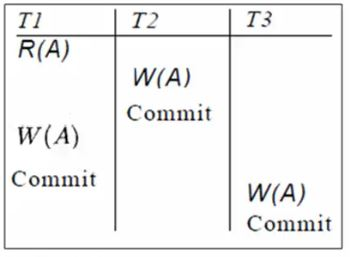 T1 T2 T3
R(A)
W(A)
Commit
W(A)
Commit
W(A)
Commit